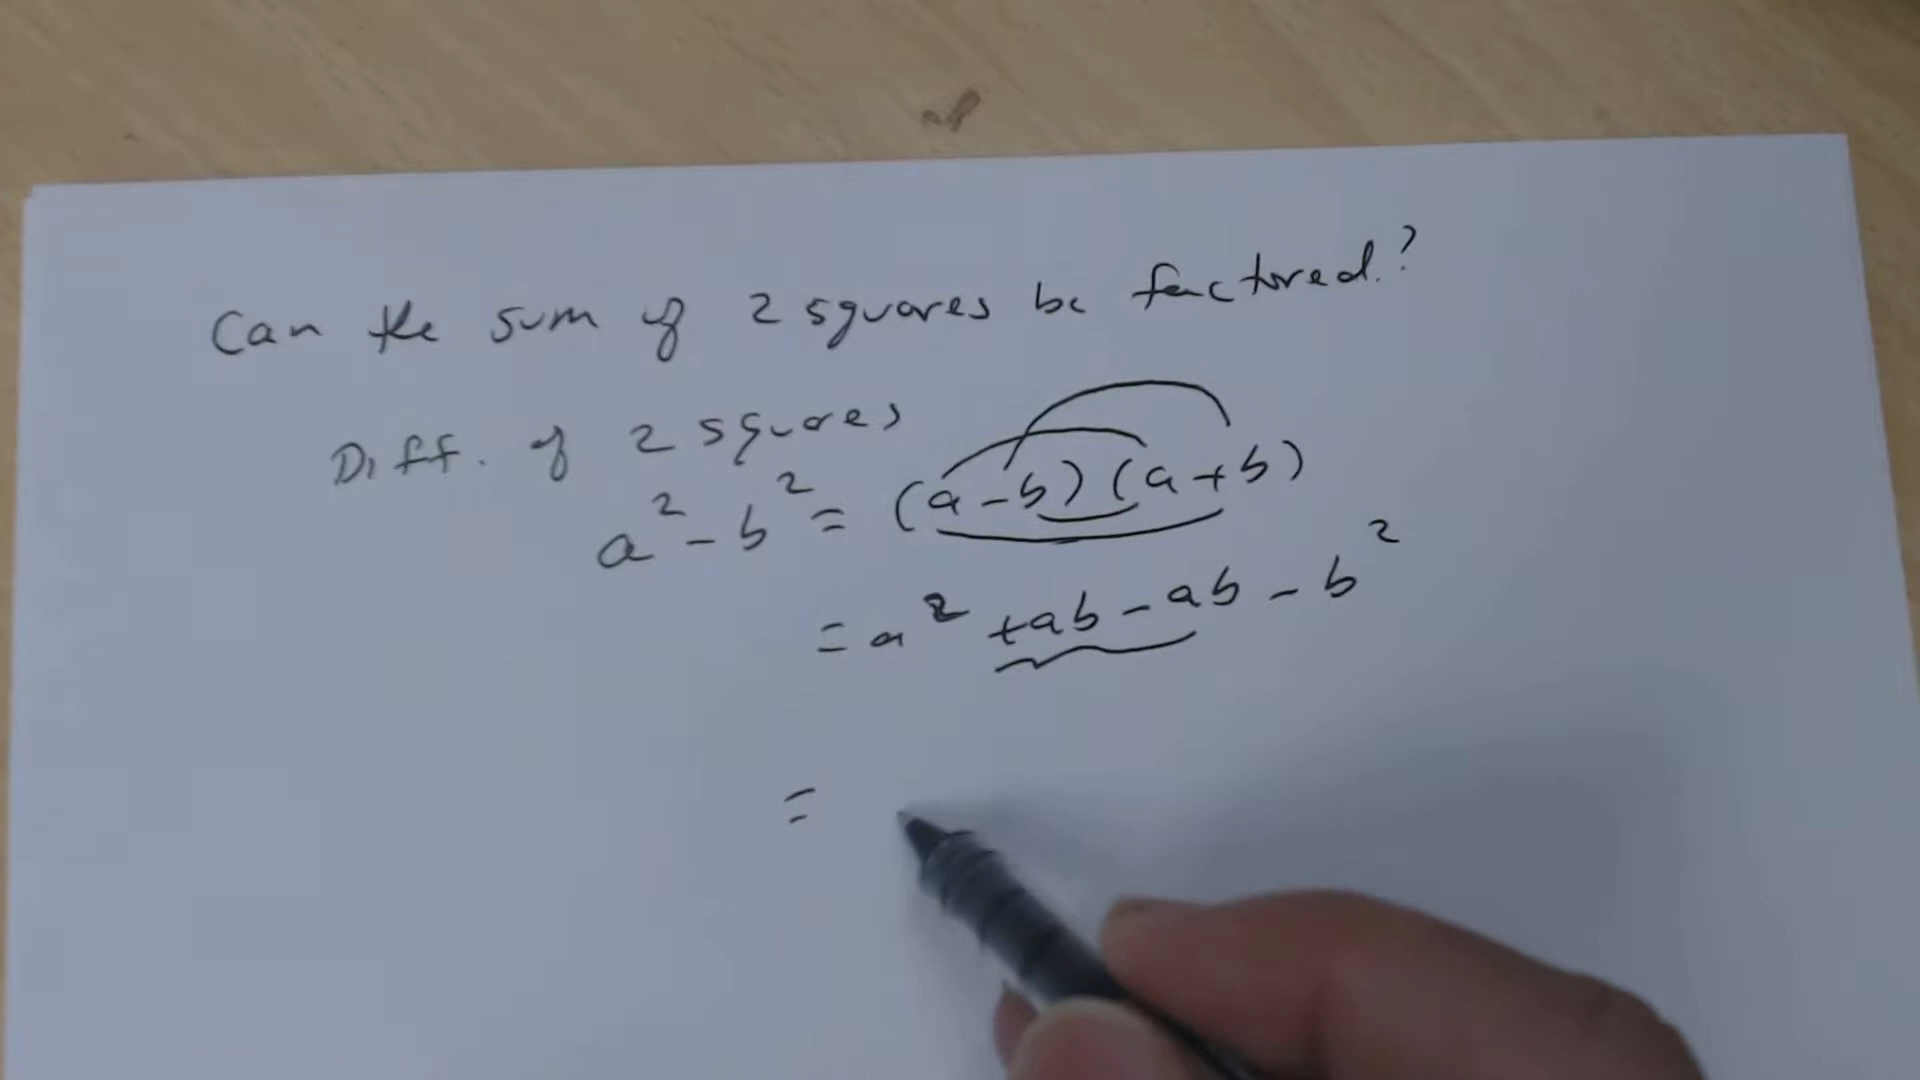 Can the sum of 2 squares be factored?
Diff. of 2 squares
a² - b² = (a - b) (a + b)
= a² + ab - ab - b²
=